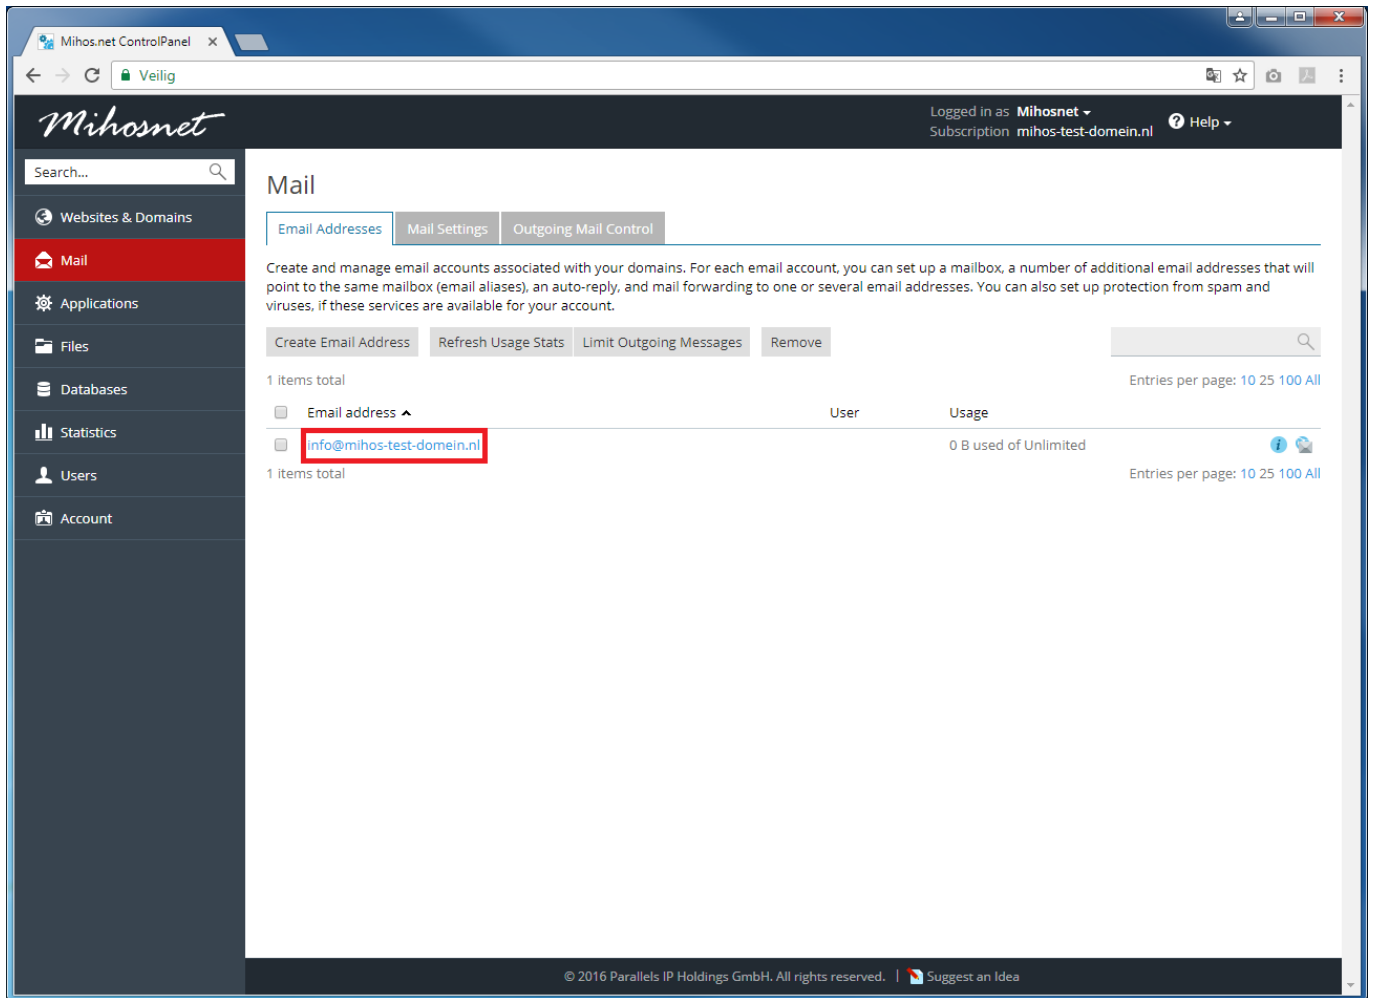 Mihos.net ControlPanel
Veilig
Mihosnet
Logged in as Mihosnet
Subscription mihos-test-domein.nl
Help
Search...
Websites & Domains
Mail
Applications
Files
Databases
Statistics
Users
Account
Mail
Email Addresses
Mail Settings
Outgoing Mail Control
Create and manage email accounts associated with your domains. For each email account, you can set up a mailbox, a number of additional email addresses that will
point to the same mailbox (email aliases), an auto-reply, and mail forwarding to one or several email addresses. You can also set up protection from spam and
viruses, if these services are available for your account.
Create Email Address
Refresh Usage Stats
Limit Outgoing Messages
Remove
1 items total
Entries per page: 10 25 100 All
Email address
User
Usage
info@mihos-test-domein.nl
0 B used of Unlimited
1 items total
Entries per page: 10 25 100 All
© 2016 Parallels IP Holdings GmbH. All rights reserved. | Suggest an Idea